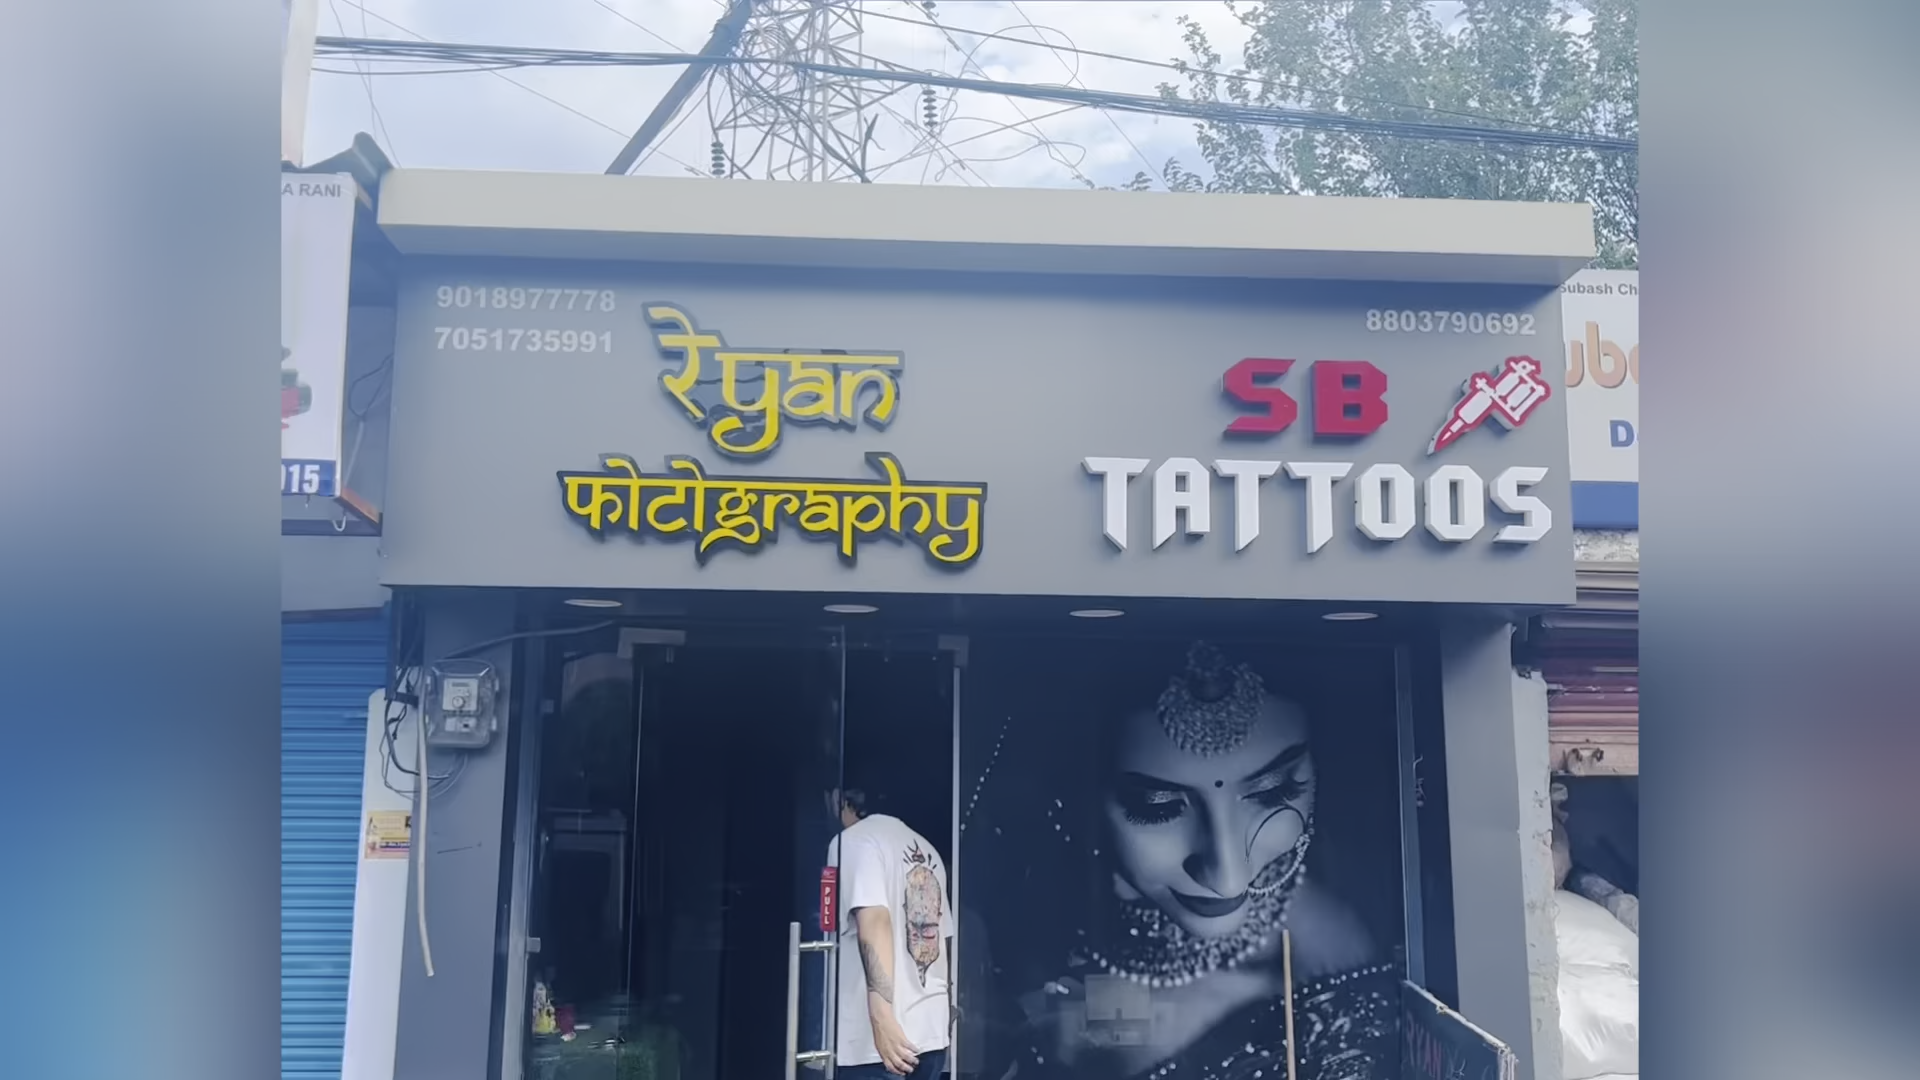 A RANI
015
9018977778
7051735991
रेyan
फोटोgraphy
8803790692
SB
TATTOOS
Subash Ch
PULL